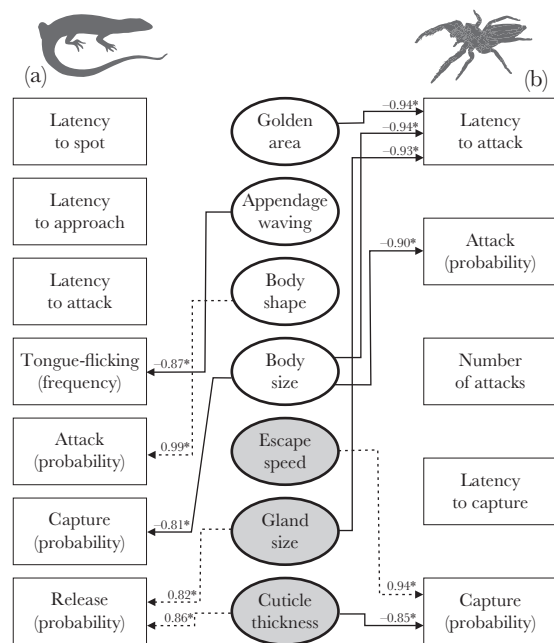 (a)
(b)
Latency
to spot
Latency
to approach
Latency
to attack
Tongue-flicking
(frequency)
Attack
(probability)
Capture
(probability)
Release
(probability)
−0.87*
0.99*
−0.81*
0.82*
0.86*
Golden
area
Appendage
waving
Body
shape
Body
size
Escape
speed
Gland
size
Cuticle
thickness
−0.94*
−0.94*
−0.93*
−0.90*
0.94*
−0.85*
Latency
to attack
Attack
(probability)
Number
of attacks
Latency
to capture
Capture
(probability)